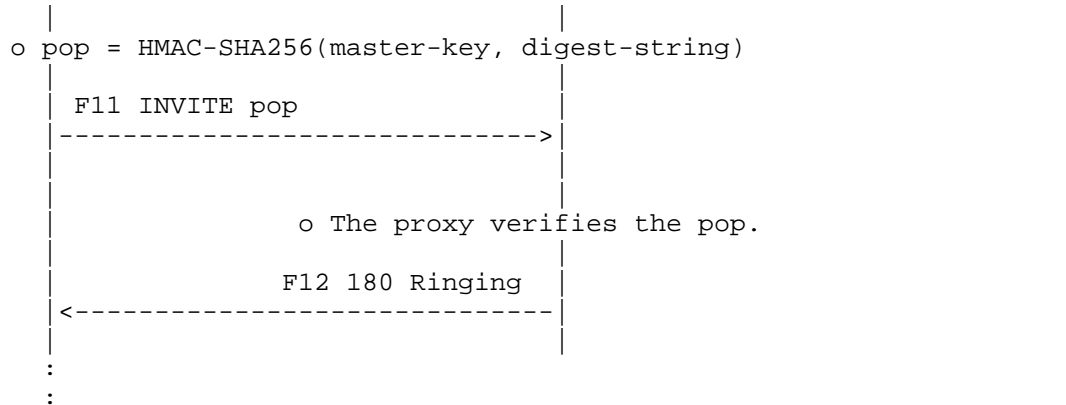 o pop = HMAC-SHA256(master-key, digest-string)
F11 INVITE pop
------------------------------>
o The proxy verifies the pop.
F12 180 Ringing
<------------------------------
:
: